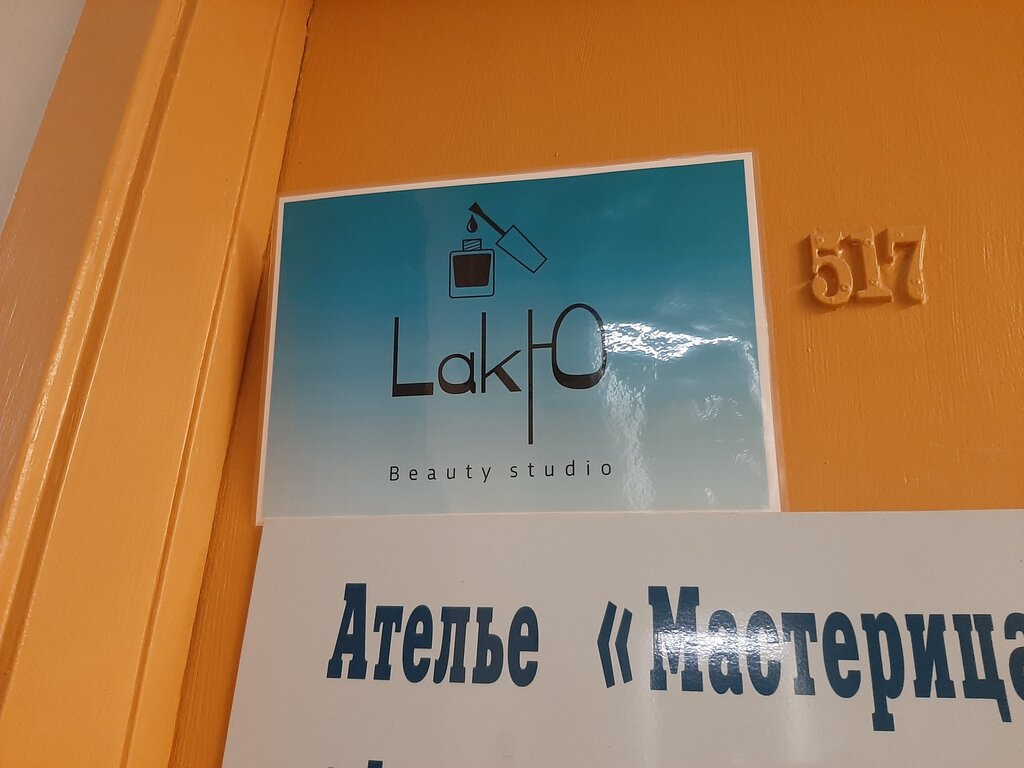 LakЮ
Beauty studio
517
Ателье «Мастерица